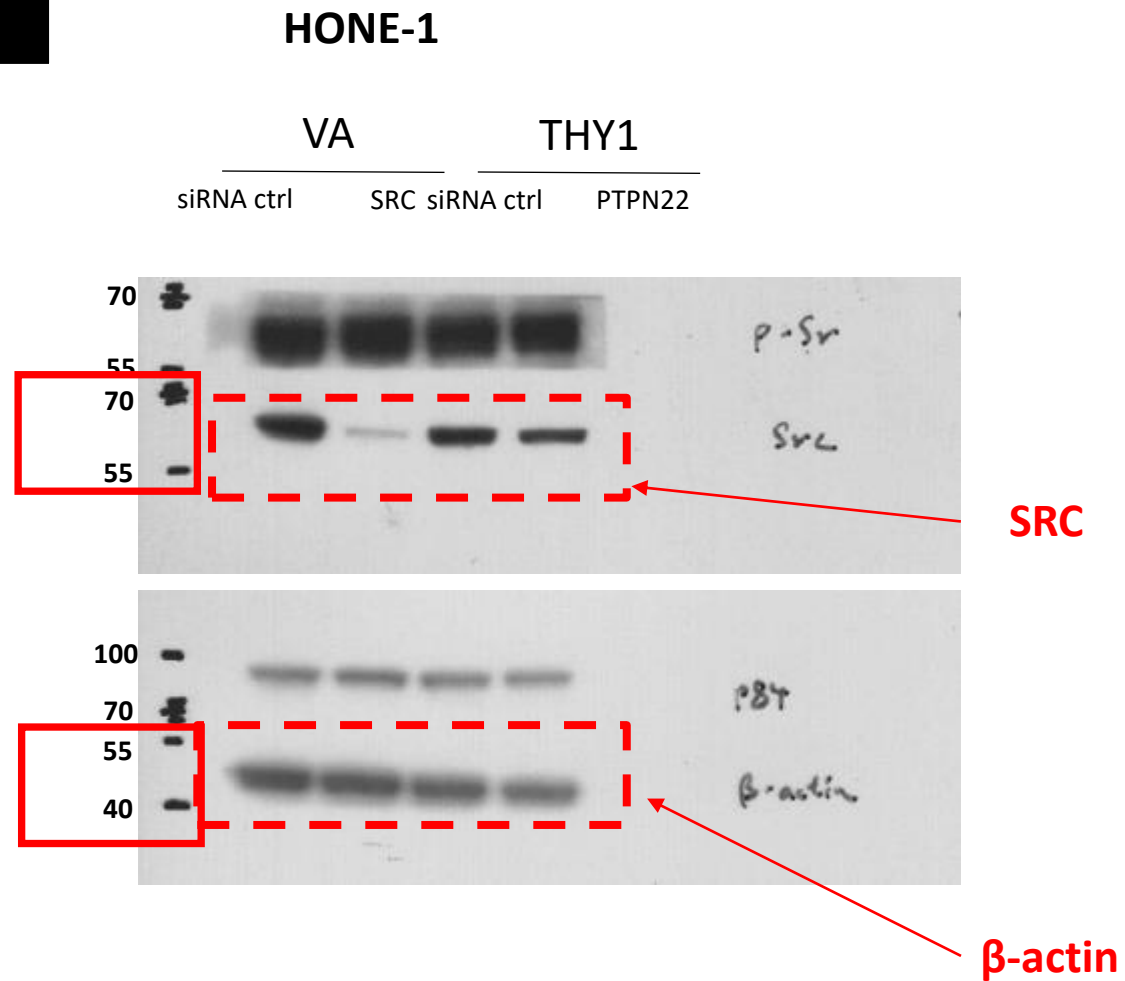 HONE-1
VA THY1
siRNA ctrl SRC siRNA ctrl PTPN22
70
p-Sr
55
70
Src
55
SRC
100
P84
70
55
β-actin
40
β-actin